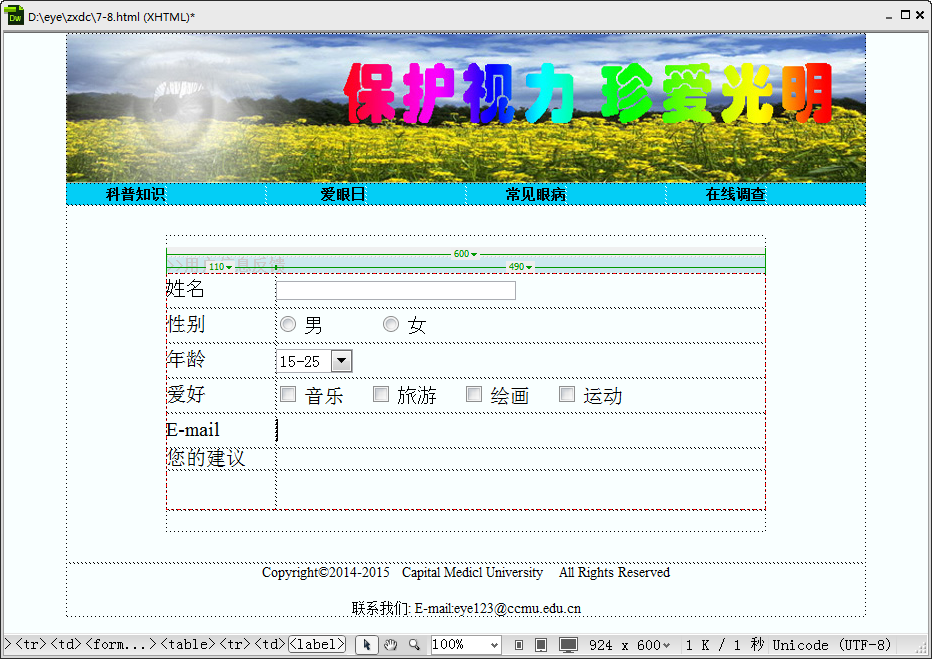 Dw D:\eye\zxdc\7-8.html (XHTML)*
保护视力 珍爱光明
科普知识 爱眼日 常见眼病 在线调查
600
>>用户信息反馈
110 490
姓名
性别 男 女
年龄 15-25
爱好 音乐 旅游 绘画 运动
E-mail
您的建议
Copyright©2014-2015 Capital Medicl University All Rights Reserved
联系我们: E-mail:eye123@ccmu.edu.cn
><tr><td><form...><table><tr><td><label> 100% 924 x 600 1 K / 1 秒 Unicode (UTF-8)